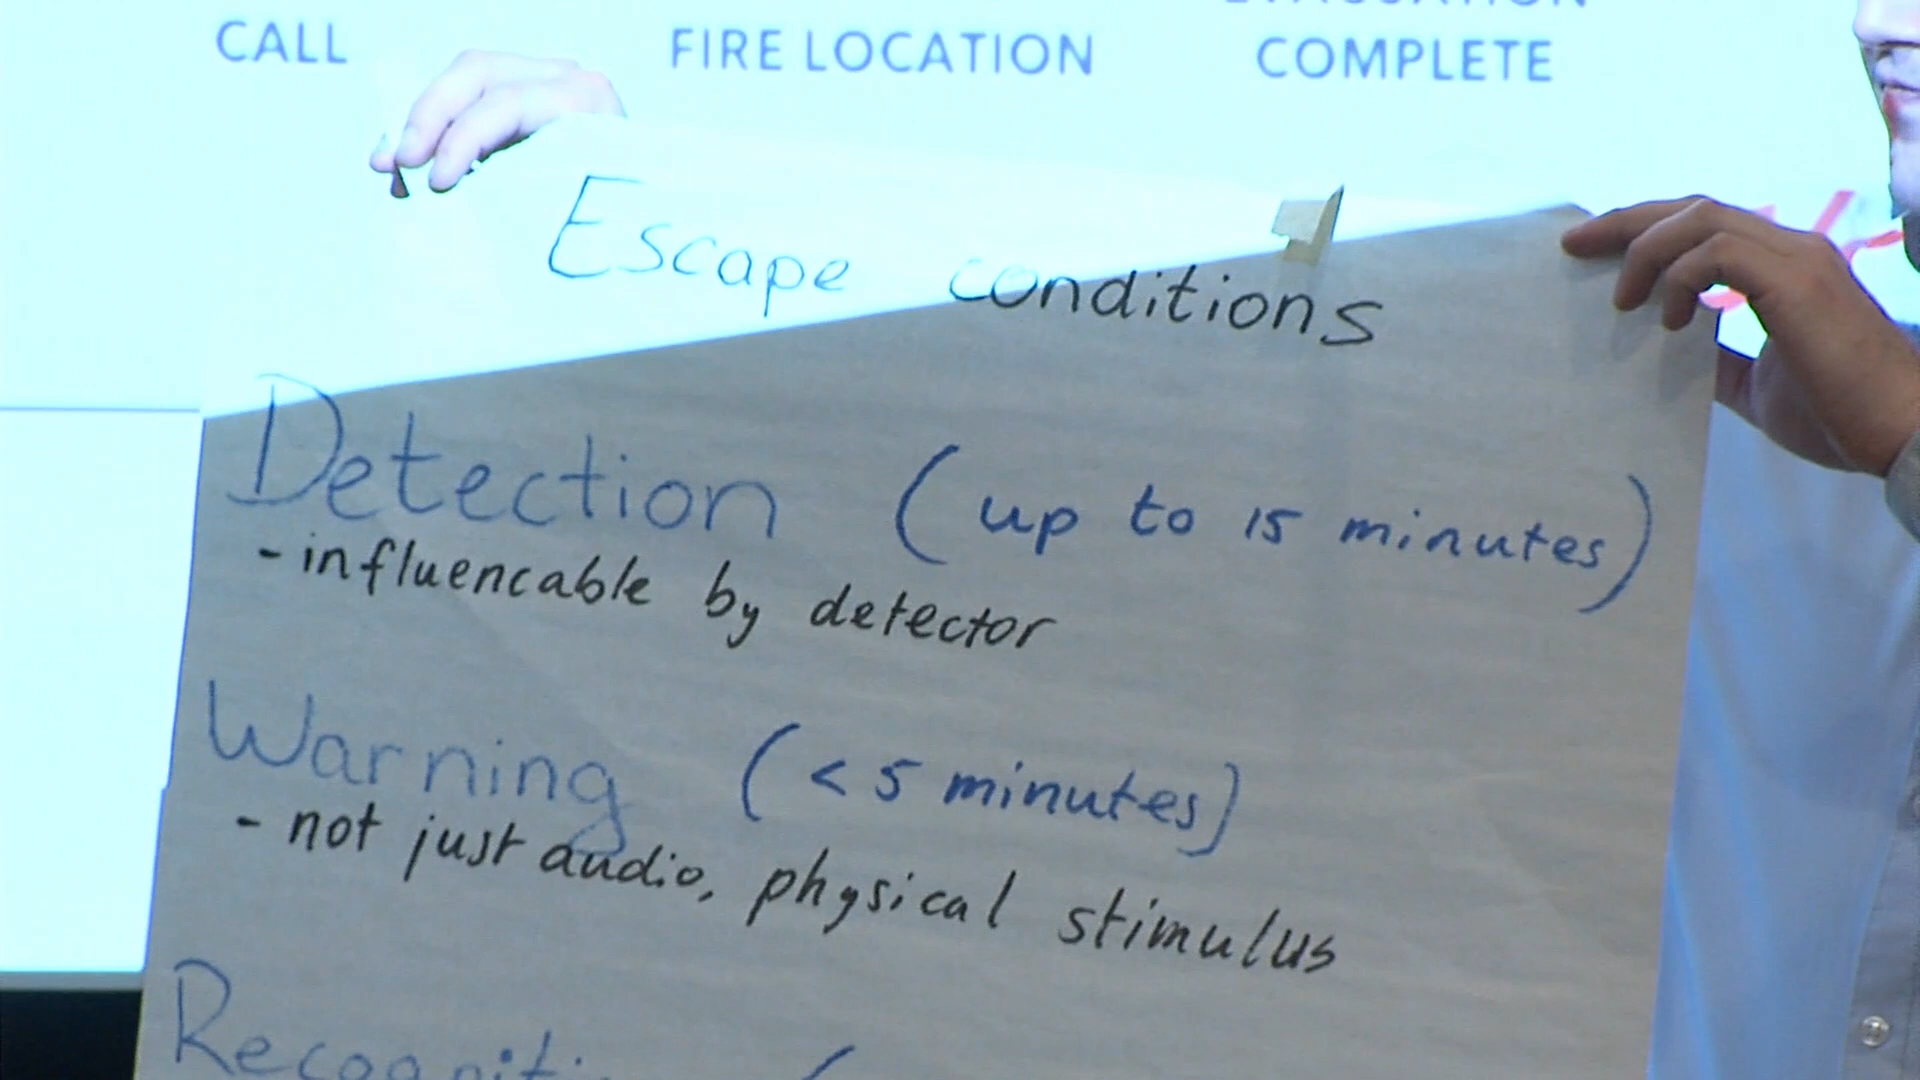 CALL
FIRE LOCATION
COMPLETE
Escape conditions
Detection (up to 15 minutes)
- influencable by detector
Warning (< 5 minutes)
- not just audio, physical stimulus